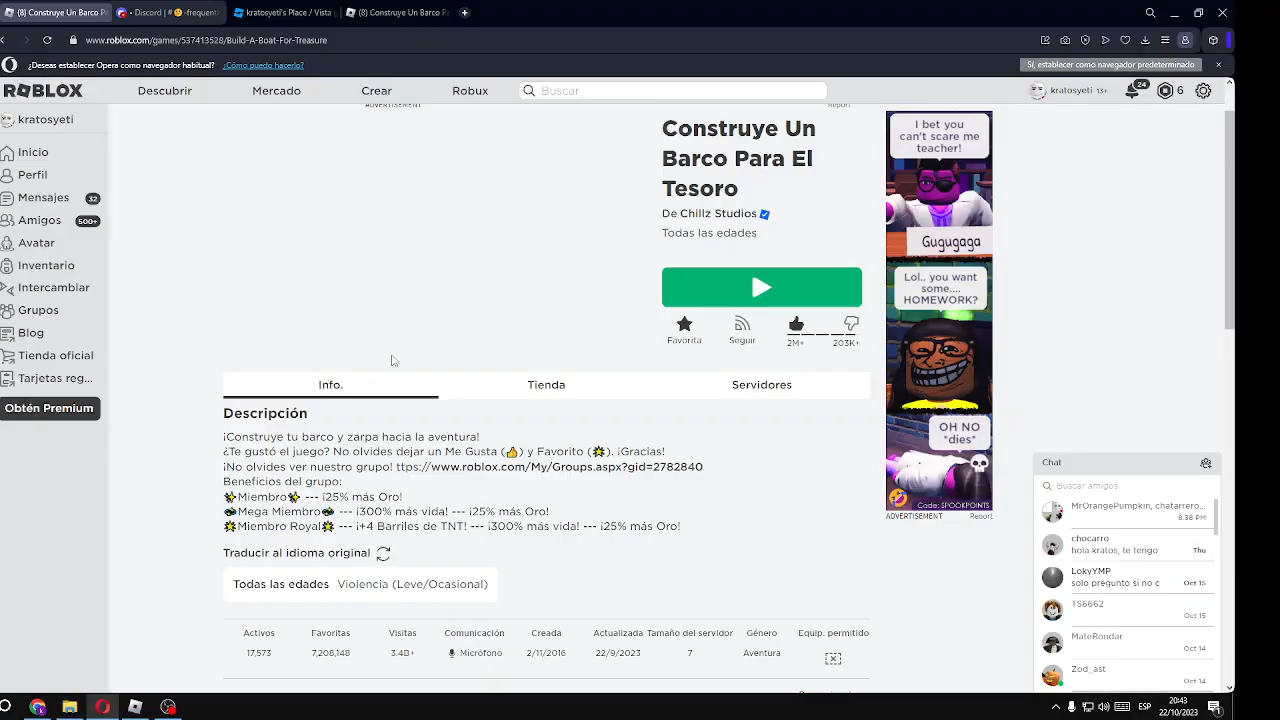 (8) Construye Un Barco Pa
- Discord | # 🤔-frequent
kratosyeti's Place / Vista
(8) Construye Un Barco Pa
www.roblox.com/games/537413528/Build-A-Boat-For-Treasure
¿Deseas establecer Opera como navegador habitual? ¿Cómo puedo hacerlo?
Sí, establecer como navegador predeterminado
ROBLOX
Descubrir
Mercado
Crear
Robux
Buscar
kratosyeti 13+
24
6
kratosyeti
Inicio
Perfil
Mensajes 32
Amigos 500+
Avatar
Inventario
Intercambiar
Grupos
Blog
Tienda oficial
Tarjetas reg...
Obtén Premium
ADVERTISEMENT
Report
Construye Un
Barco Para El
Tesoro
De Chillz Studios
Todas las edades
Favorita
Seguir
2M+
203K+
Info.
Tienda
Servidores
Descripción
¡Construye tu barco y zarpa hacia la aventura!
¿Te gustó el juego? No olvides dejar un Me Gusta (👍) y Favorito (🌟). ¡Gracias!
¡No olvides ver nuestro grupo! ttps://www.roblox.com/My/Groups.aspx?gid=2782840
Beneficios del grupo:
Miembro --- ¡25% más Oro!
Mega Miembro --- ¡300% más vida! --- ¡25% más Oro!
Miembro Royal --- ¡+4 Barriles de TNT! --- ¡300% más vida! --- ¡25% más Oro!
Traducir al idioma original
Todas las edades Violencia (Leve/Ocasional)
Activos Favoritas Visitas Comunicación Creada Actualizada Tamaño del servidor Género Equip. permitido
17,573 7,208,148 3.4B+ Micrófono 2/11/2016 22/9/2023 7 Aventura
I bet you
can't scare me
teacher!
Gugugaga
Lol.. you want
some....
HOMEWORK?
OH NO
*dies*
Code: SPOOKPOINTS
ADVERTISEMENT
Report
Chat
Buscar amigos
MrOrangePumpkin, chatarrero...
8:38 PM
chocarro
hola kratos, te tengo
Thu
LokyYMP
solo pregunto si no c
Oct 15
TS6662
Oct 15
MateBondar
Oct 14
Zod_ast
Oct 14
ESP
20:43
22/10/2023